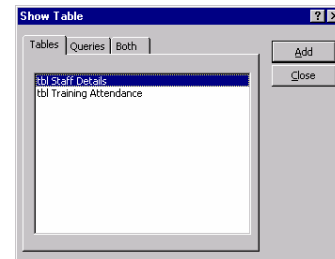 Show Table
Tables Queries Both
Add
Close
tbl Staff Details
tbl Training Attendance